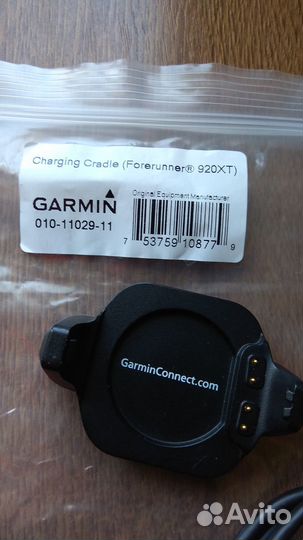 Charging Cradle (Forerunner® 920XT)
GARMIN
Original Equipment Manufacturer
010-11029-11
7 53759 10877 9
GarminConnect.com
Avito